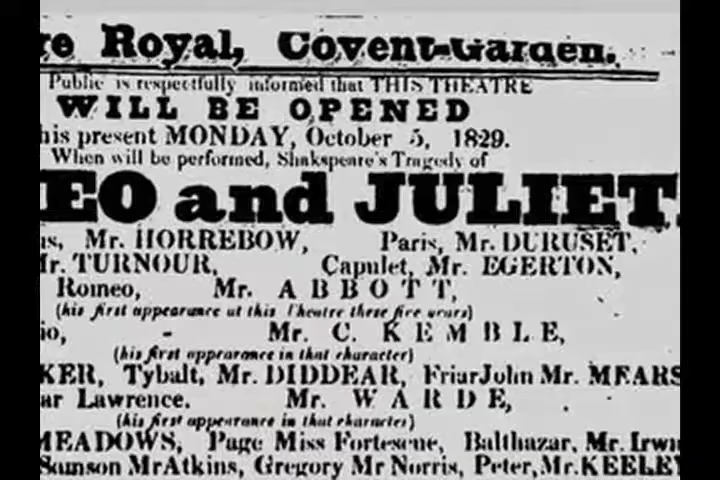 re Royal, Covent-Garden.
Public is respectfully informed that THIS THEATRE
WILL BE OPENED
his present MONDAY, October 5, 1829.
When will be performed, Shakspeare's Tragedy of
EO and JULIET.
us, Mr. HORREBOW, Paris, Mr. DURUSET,
Mr. TURNOUR, Capulet, Mr. EGERTON,
Romeo, Mr. ABBOTT,
(his first appearance at this Theatre these five years)
io, - Mr. C. KEMBLE,
(his first appearance in that character)
KER, Tybalt, Mr. DIDDEAR, Friar John Mr. MEARS
ar Lawrence. Mr. WARDE,
(his first appearance in that character)
MEADOWS, Page Miss Fortescue, Balthazar, Mr. Irwi
Samson Mr Atkins, Gregory Mr Norris, Peter, Mr. KEELEY